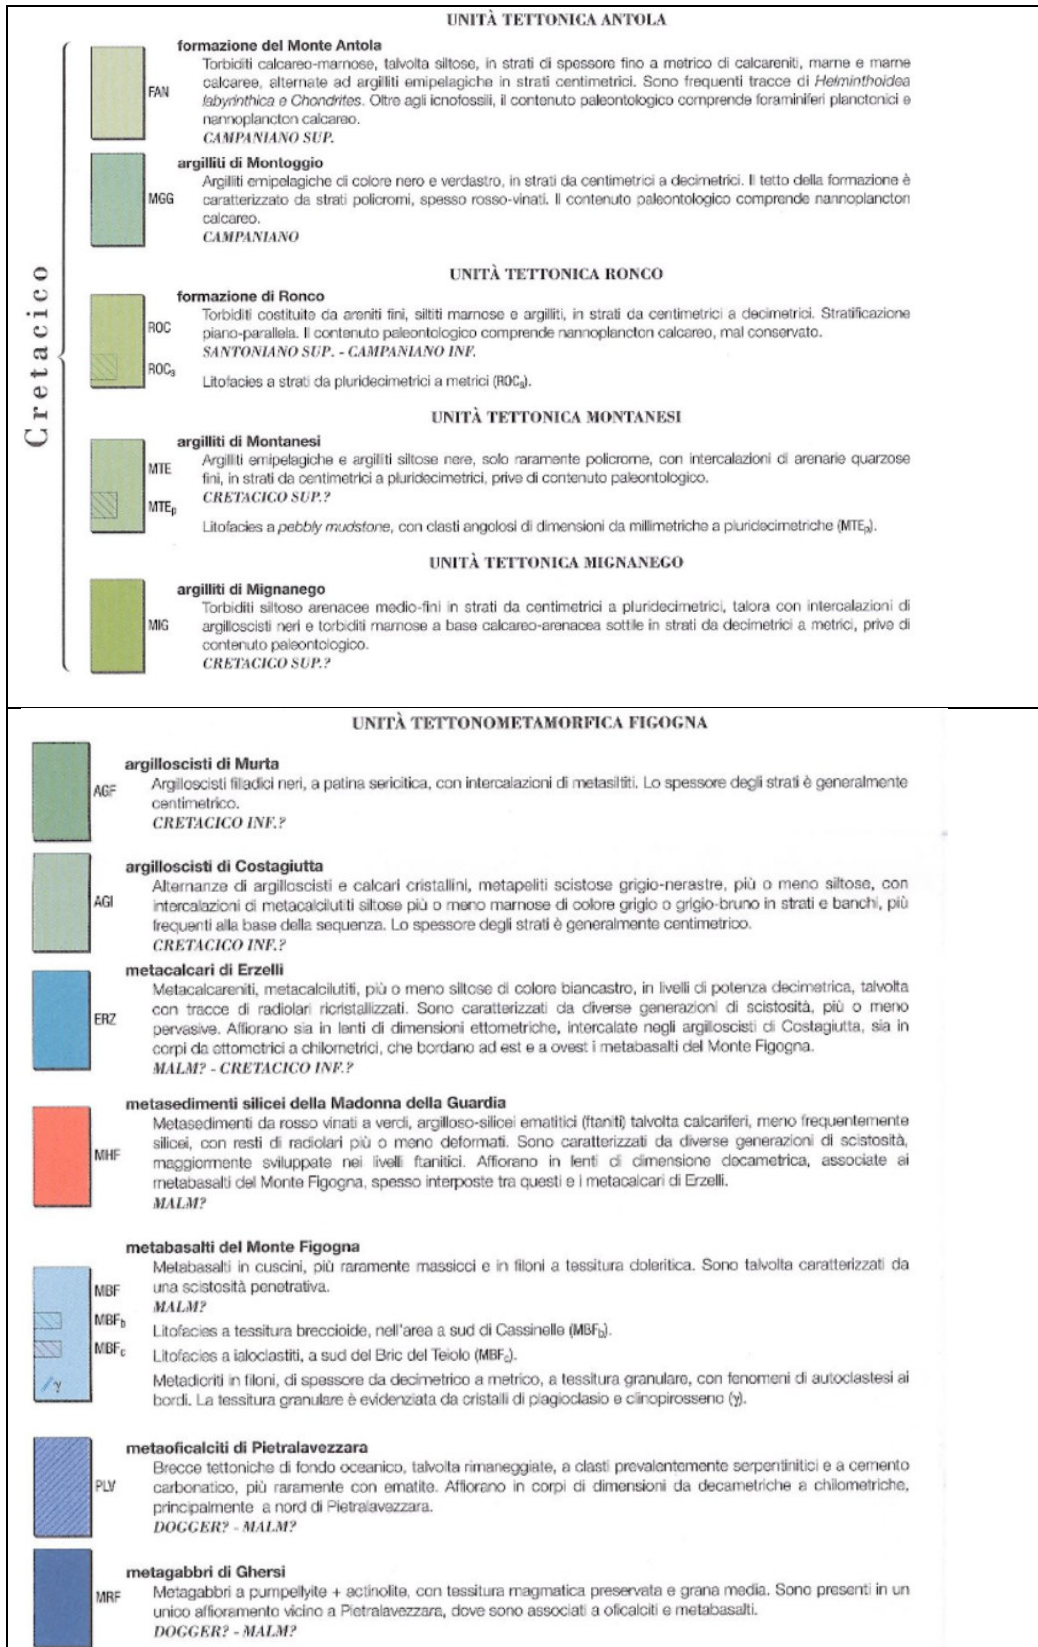 UNITÀ TETTONICA ANTOLA
Cretacico
formazione del Monte Antola
FAN
Torbiditi calcareo-marnose, talvolta siltose, in strati di spessore fino a metrico di calcareniti, marne e marne
calcaree, alternate ad argilliti emipelagiche in strati centimetrici. Sono frequenti tracce di Helminthoidea
labyrinthica e Chondrites. Oltre agli icnofossili, il contenuto paleontologico comprende foraminiferi planctonici e
nannoplancton calcareo.
CAMPANIANO SUP.
argilliti di Montoggio
MGG
Argilliti emipelagiche di colore nero e verdastro, in strati da centimetrici a decimetrici. Il tetto della formazione è
caratterizzato da strati policromi, spesso rosso-vinati. Il contenuto paleontologico comprende nannoplancton
calcareo.
CAMPANIANO
UNITÀ TETTONICA RONCO
formazione di Ronco
ROC
Torbiditi costituite da areniti fini, siltiti marnose e argilliti, in strati da centimetrici a decimetrici. Stratificazione
piano-parallela. Il contenuto paleontologico comprende nannoplancton calcareo, mal conservato.
SANTONIANO SUP. - CAMPANIANO INF.
ROCs
Litofacies a strati da pluridecimetrici a metrici (ROCs).
UNITÀ TETTONICA MONTANESI
argilliti di Montanesi
MTE
Argilliti emipelagiche e argilliti siltose nere, solo raramente policrome, con intercalazioni di arenarie quarzose
fini, in strati da centimetrici a pluridecimetrici, prive di contenuto paleontologico.
CRETACICO SUP.?
MTEp
Litofacies a pebbly mudstone, con clasti angolosi di dimensioni da millimetriche a pluridecimetriche (MTEp).
UNITÀ TETTONICA MIGNANEGO
argilliti di Mignanego
MIG
Torbiditi siltoso arenacee medio-fini in strati da centimetrici a pluridecimetrici, talora con intercalazioni di
argilloscisti neri e torbiditi marnose a base calcareo-arenacea sottile in strati da decimetrici a metrici, prive di
contenuto paleontologico.
CRETACICO SUP.?
UNITÀ TETTONOMETAMORFICA FIGOGNA
argilloscisti di Murta
AGF
Argilloscisti filladici neri, a patina sericitica, con intercalazioni di metasiltiti. Lo spessore degli strati è generalmente
centimetrico.
CRETACICO INF.?
argilloscisti di Costagiutta
AGI
Alternanze di argilloscisti e calcari cristallini, metapeliti scistose grigio-nerastre, più o meno siltose, con
intercalazioni di metacalcilutiti siltose più o meno marnose di colore grigio o grigio-bruno in strati e banchi, più
frequenti alla base della sequenza. Lo spessore degli strati è generalmente centimetrico.
CRETACICO INF.?
metacalcari di Erzelli
ERZ
Metacalcareniti, metacalcilutiti, più o meno siltose di colore biancastro, in livelli di potenza decimetrica, talvolta
con tracce di radiolari ricristallizzati. Sono caratterizzati da diverse generazioni di scistosità, più o meno
pervasive. Affiorano sia in lenti di dimensioni ettometriche, intercalate negli argilloscisti di Costagiutta, sia in
corpi da ettometrici a chilometrici, che bordano ad est e a ovest i metabasalti del Monte Figogna.
MALM? - CRETACICO INF.?
metasedimenti silicei della Madonna della Guardia
MHF
Metasedimenti da rosso vinati a verdi, argilloso-silicei ematitici (ftaniti) talvolta calcariferi, meno frequentemente
silicei, con resti di radiolari più o meno deformati. Sono caratterizzati da diverse generazioni di scistosità,
maggiormente sviluppate nei livelli ftanitici. Affiorano in lenti di dimensione decametrica, associate ai
metabasalti del Monte Figogna, spesso interposte tra questi e i metacalcari di Erzelli.
MALM?
metabasalti del Monte Figogna
MBF
Metabasalti in cuscini, più raramente massicci e in filoni a tessitura doleritica. Sono talvolta caratterizzati da
una scistosità penetrativa.
MALM?
MBFb
Litofacies a tessitura breccioide, nell'area a sud di Cassinelle (MBFb).
MBFc
Litofacies a ialoclastiti, a sud del Bric del Teiolo (MBFc).
γ
Metadioriti in filoni, di spessore da decimetrico a metrico, a tessitura granulare, con fenomeni di autoclastesi ai
bordi. La tessitura granulare è evidenziata da cristalli di plagioclasio e clinopirosseno (γ).
metaoficalciti di Pietralavezzara
PLV
Brecce tettoniche di fondo oceanico, talvolta rimaneggiate, a clasti prevalentemente serpentinitici e a cemento
carbonatico, più raramente con ematite. Affiorano in corpi di dimensioni da decametriche a chilometriche,
principalmente a nord di Pietralavezzara.
DOGGER? - MALM?
metagabbri di Ghersi
MRF
Metagabbri a pumpellyite + actinolite, con tessitura magmatica preservata e grana media. Sono presenti in un
unico affioramento vicino a Pietralavezzara, dove sono associati a oficalciti e metabasalti.
DOGGER? - MALM?